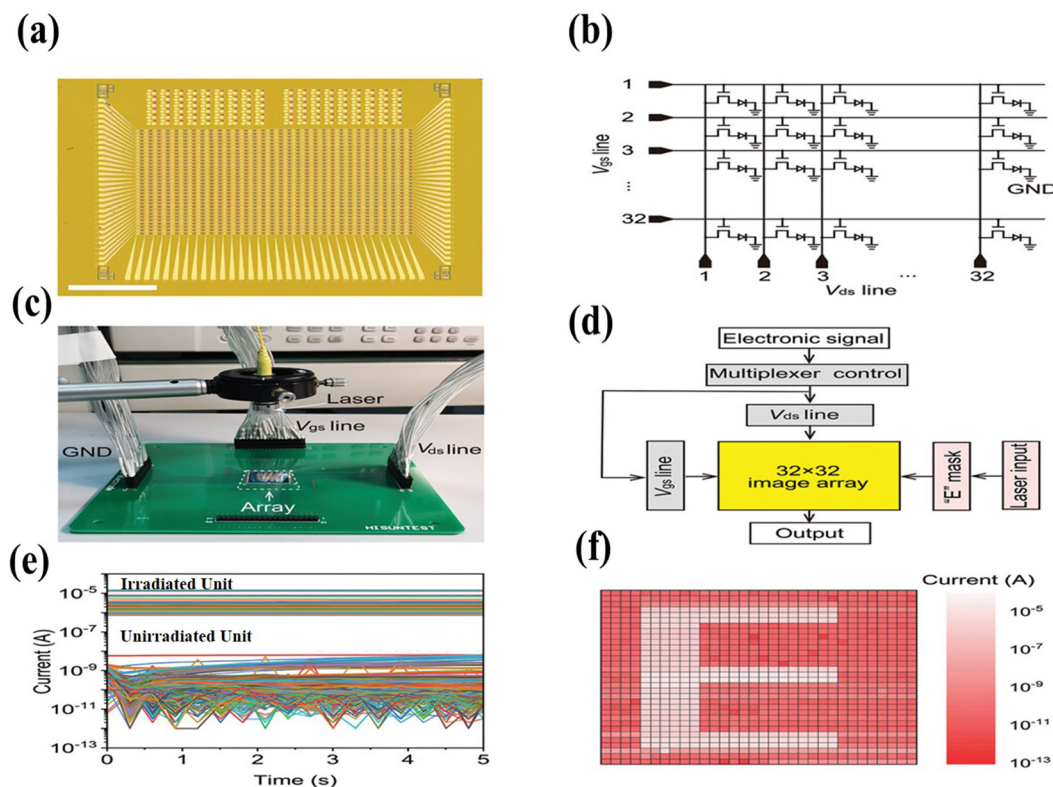 (a)
(b)
1
2
3
...
32
Vgs line
GND
1 2 3 ... 32
Vds line
(c)
Laser
Vgs line
GND
Vds line
Array
HISUNTEST
(d)
Electronic signal
Multiplexer control
Vds line
Vgs line
32×32
image array
"E" mask
Laser input
Output
(e)
Irradiated Unit
Unirradiated Unit
Current (A)
10-5
10-7
10-9
10-11
10-13
0 1 2 3 4 5
Time (s)
(f)
Current (A)
10-5
10-7
10-9
10-11
10-13